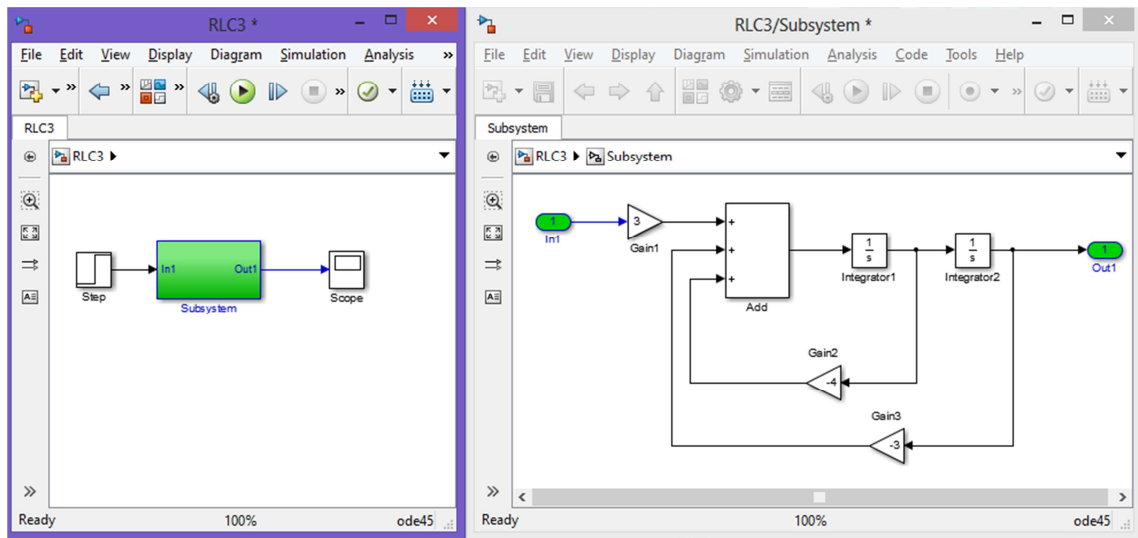 RLC3 *
File Edit View Display Diagram Simulation Analysis »
» » » »
RLC3
RLC3
In1 Out1
Step
Subsystem
Scope
»
Ready 100% ode45
RLC3/Subsystem *
File Edit View Display Diagram Simulation Analysis Code Tools Help
»
Subsystem
RLC3 Subsystem
1
In1
3
Gain1
+
+
+
Add
1
s
Integrator1
1
s
Integrator2
1
Out1
Gain2
-4
Gain3
-3
»
Ready 100% ode45